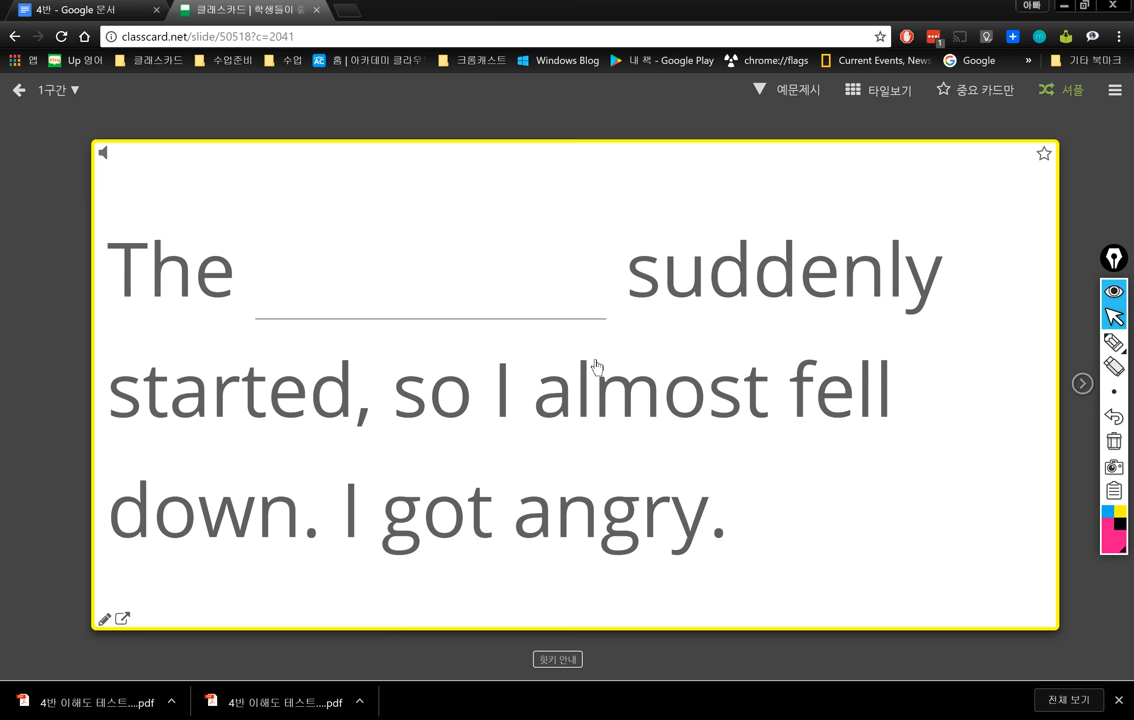 4반 - Google 문서
클래스카드 | 학생들이 좋
아빠
classcard.net/slide/50518?c=2041
1
앱
Up 영어
클래스카드
수업준비
수업
홈 | 아카데미 클라우
크롬캐스트
Windows Blog
내 책 - Google Play
chrome://flags
Current Events, News
Google
»
기타 북마크
1구간 ▼
▼ 예문제시
타일보기
중요 카드만
셔플
The ________ suddenly
started, so I almost fell
down. I got angry.
핫키 안내
4반 이해도 테스트....pdf
4반 이해도 테스트....pdf
전체 보기